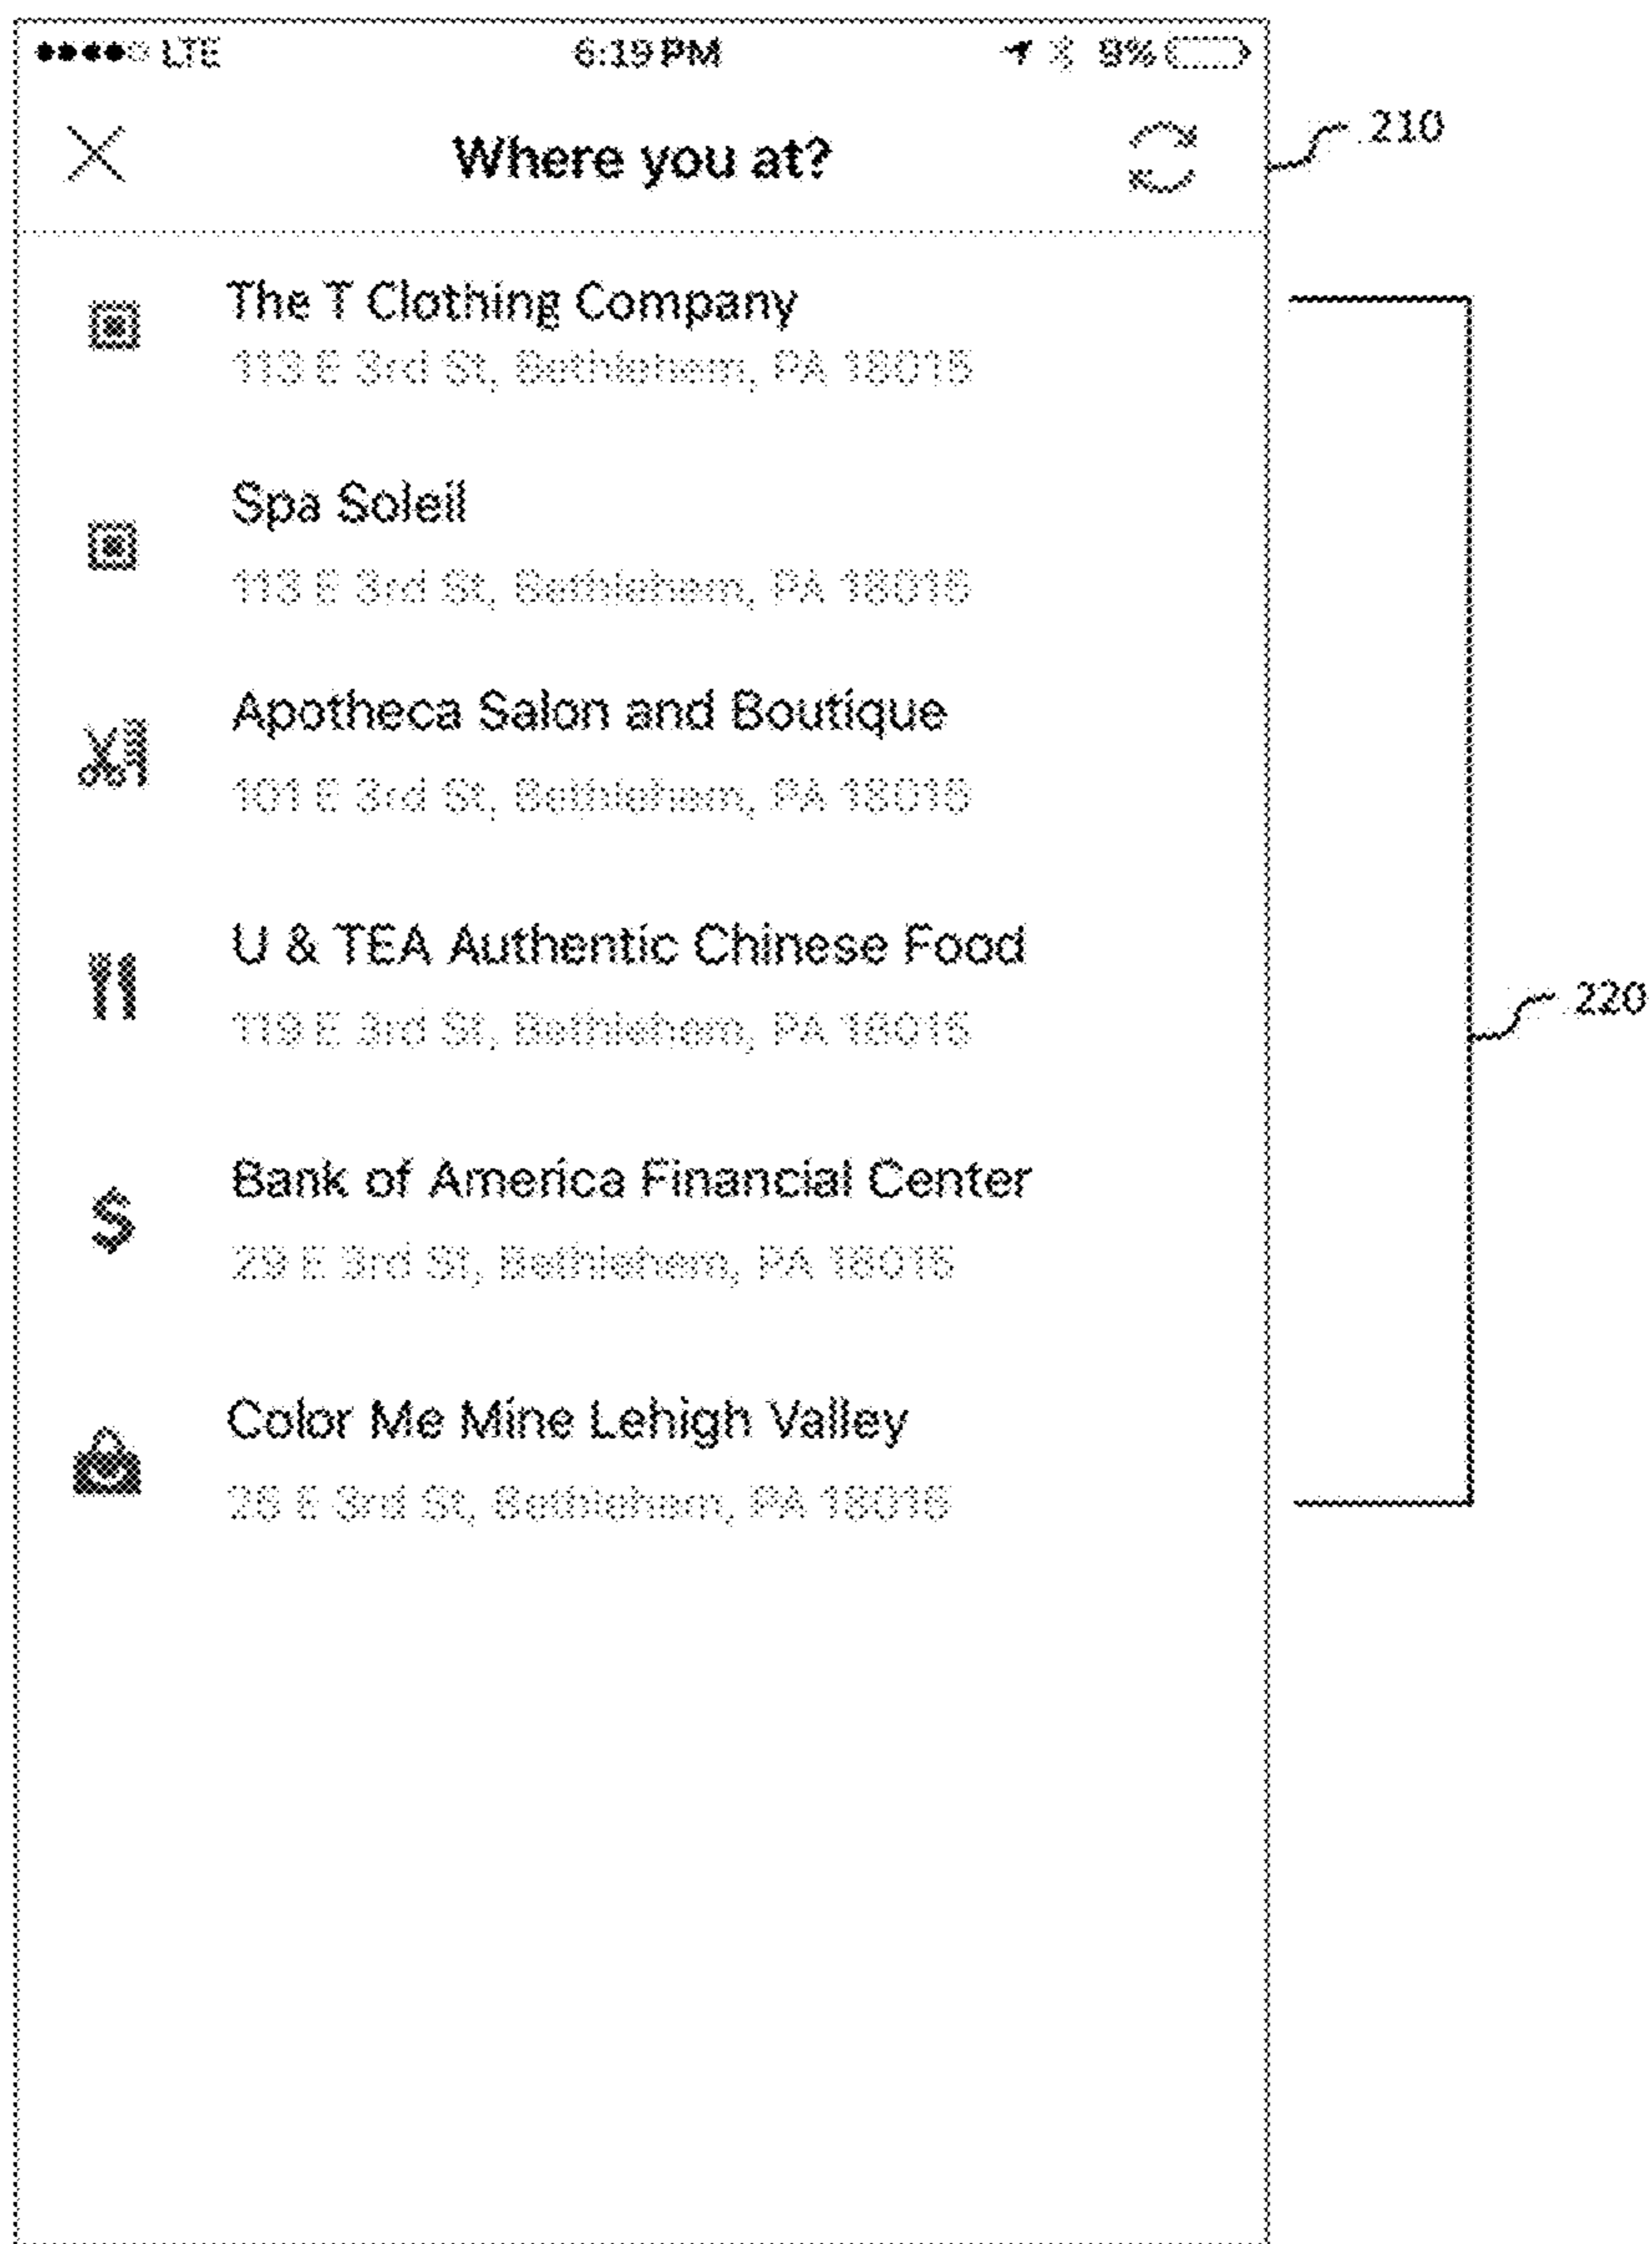 LTE 6:19 PM 9%
Where you at?
210
The T Clothing Company
113 E 3rd St, Bethlehem, PA 18015
Spa Soleil
113 E 3rd St, Bethlehem, PA 18015
Apotheca Salon and Boutique
101 E 3rd St, Bethlehem, PA 18015
U & TEA Authentic Chinese Food
119 E 3rd St, Bethlehem, PA 18015
220
$
Bank of America Financial Center
29 E 3rd St, Bethlehem, PA 18015
Color Me Mine Lehigh Valley
25 E 3rd St, Bethlehem, PA 18015